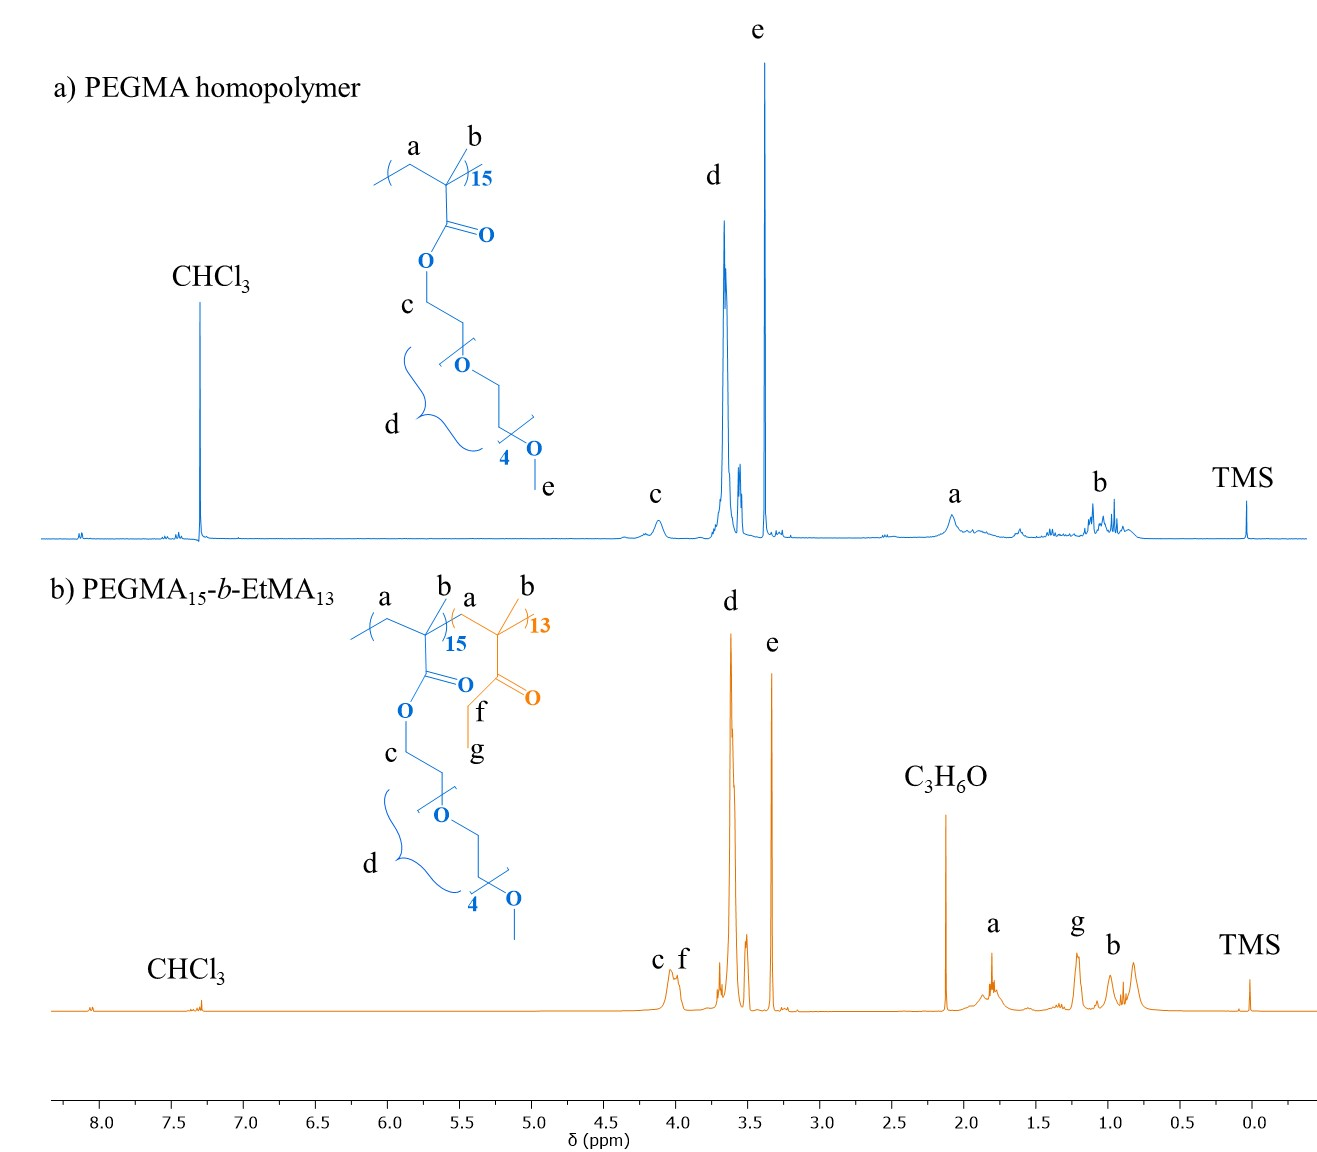 e
a) PEGMA homopolymer
a
b
15
d
O
O
CHCl₃
c
O
d
4
O
e
c
a
b
TMS
b) PEGMA₁₅-b-EtMA₁₃
a
b
a
b
15
13
d
e
O
O
O
f
c
g
C₃H₆O
O
d
4
O
CHCl₃
c
f
a
g
b
TMS
8.0 7.5 7.0 6.5 6.0 5.5 5.0 4.5 4.0 3.5 3.0 2.5 2.0 1.5 1.0 0.5 0.0
δ (ppm)